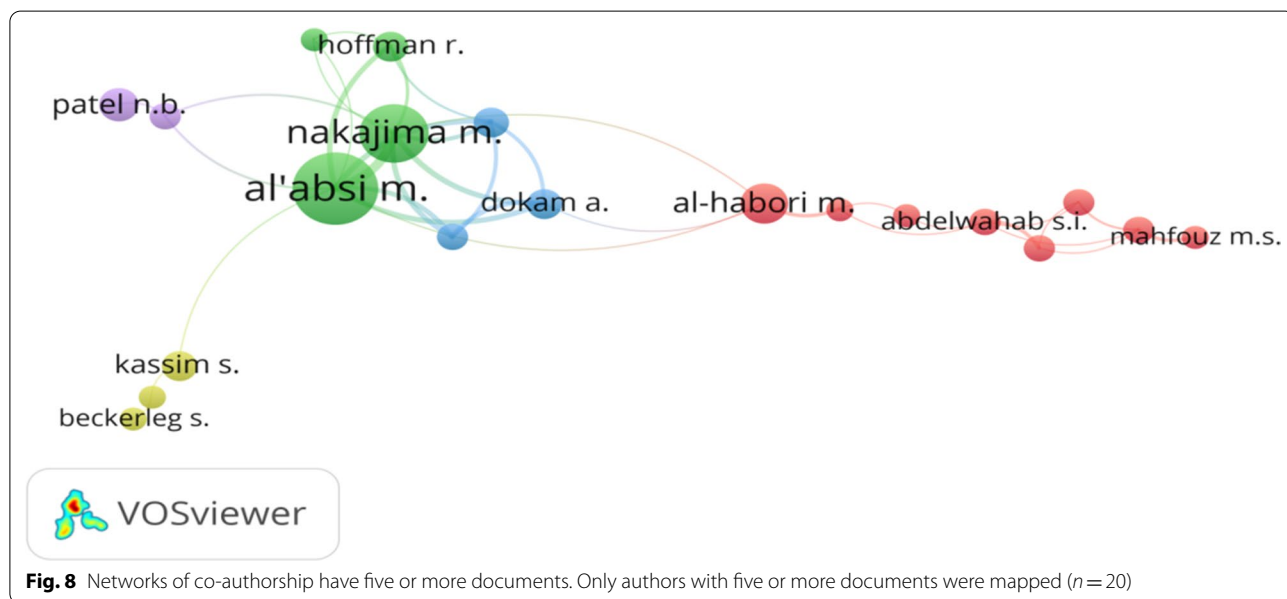 hoffman r.
patel n.b.
nakajima m.
al'absi m.
dokam a.
al-habori m.
abdelwahab s.i.
mahfouz m.s.
kassim s.
beckerleg s.
VOSviewer
Fig. 8 Networks of co-authorship have five or more documents. Only authors with five or more documents were mapped (n = 20)